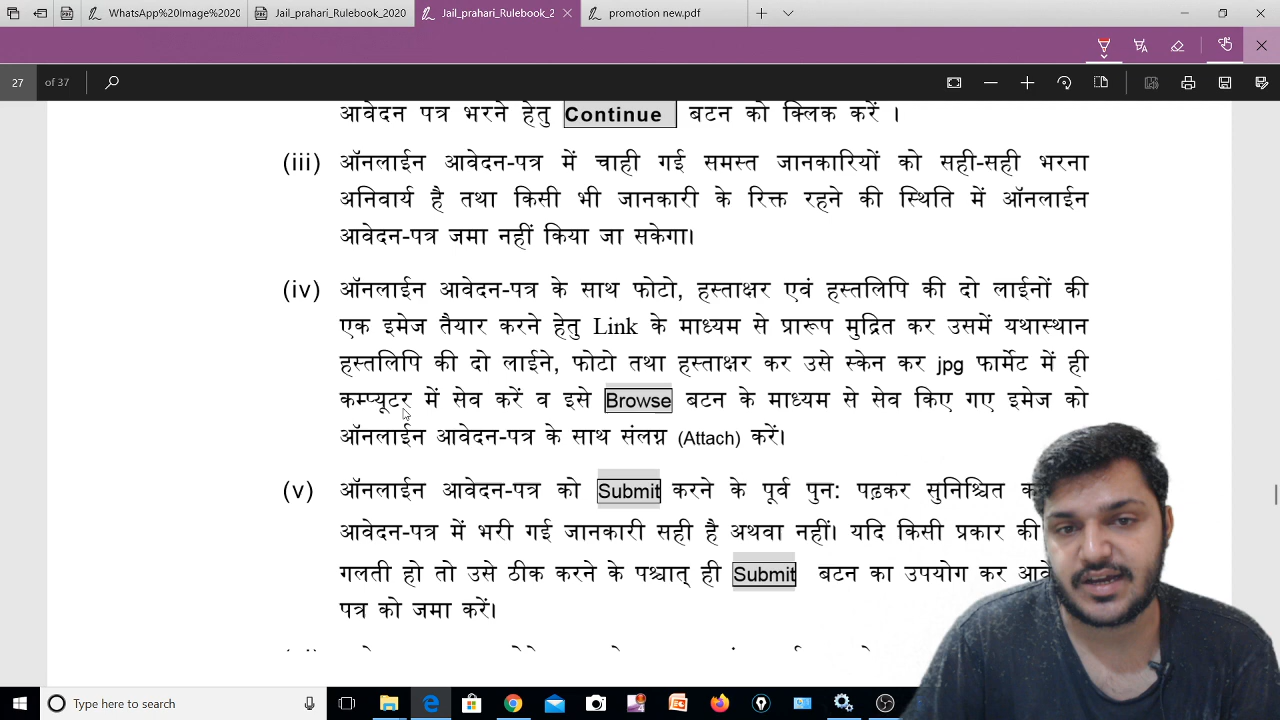 WhatsApp%20Image%2020 Jail_prahari_Rulebook_2020 Jail_prahari_Rulebook_2 promotion new.pdf
27 of 37
आवेदन पत्र भरने हेतु Continue बटन को क्लिक करें ।
(iii) ऑनलाईन आवेदन-पत्र में चाही गई समस्त जानकारियों को सही-सही भरना
अनिवार्य है तथा किसी भी जानकारी के रिक्त रहने की स्थिति में ऑनलाईन
आवेदन-पत्र जमा नहीं किया जा सकेगा।
(iv) ऑनलाईन आवेदन-पत्र के साथ फोटो, हस्ताक्षर एवं हस्तलिपि की दो लाईनों की
एक इमेज तैयार करने हेतु Link के माध्यम से प्रारूप मुद्रित कर उसमें यथास्थान
हस्तलिपि की दो लाईने, फोटो तथा हस्ताक्षर कर उसे स्केन कर jpg फार्मेट में ही
कम्प्यूटर में सेव करें व इसे Browse बटन के माध्यम से सेव किए गए इमेज को
ऑनलाईन आवेदन-पत्र के साथ संलग्न (Attach) करें।
(v) ऑनलाईन आवेदन-पत्र को Submit करने के पूर्व पुन: पढ़कर सुनिश्चित
आवेदन-पत्र में भरी गई जानकारी सही है अथवा नहीं। यदि किसी प्रकार की
गलती हो तो उसे ठीक करने के पश्चात् ही Submit बटन का उपयोग कर
पत्र को जमा करें।
Type here to search